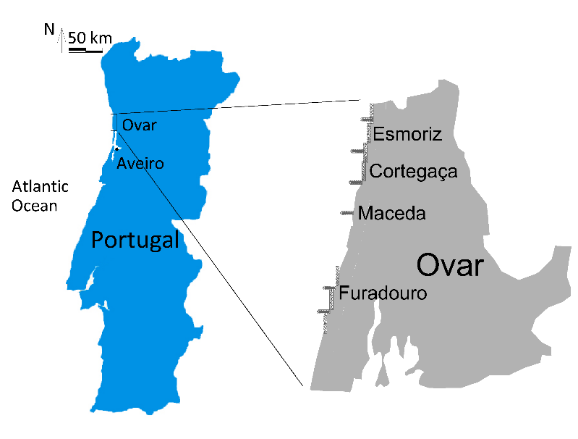 N
50 km
Ovar
Aveiro
Atlantic
Ocean
Portugal
Esmoriz
Cortegaça
Maceda
Ovar
Furadouro